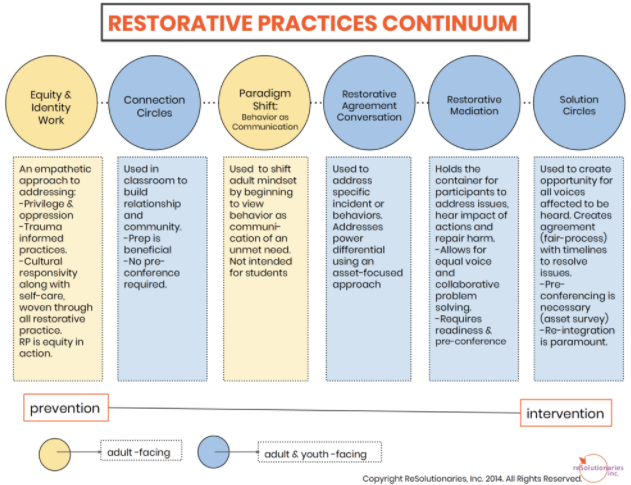 RESTORATIVE PRACTICES CONTINUUM
Equity &
Identity
Work
Connection
Circles
Paradigm
Shift:
Behavior as
Communication
Restorative
Agreement
Conversation
Restorative
Mediation
Solution
Circles
An empathetic
approach to
addressing:
-Privilege &
oppression
-Trauma
informed
practices.
-Cultural
responsivity
along with
self-care,
woven through
all restorative
practice.
RP is equity in
action.
Used in
classroom to
build
relationship
and
community.
-Prep is
beneficial
-No pre-
conference
required.
Used to shift
adult mindset
by beginning
to view
behavior as
communi-
cation of an
unmet need.
Not intended
for students
Used to
address
specific
incident or
behaviors.
Addresses
power
differential
using an
asset-focused
approach
Holds the
container for
participants to
address issues,
hear impact of
actions and
repair harm.
-Allows for
equal voice
and
collaborative
problem
solving.
-Requires
readiness &
pre-conference
Used to create
opportunity for
all voices
affected to be
heard. Creates
agreement
(fair-process)
with timelines
to resolve
issues.
-Pre-
conferencing is
necessary
(asset survey)
-Re-integration
is paramount.
prevention
intervention
adult -facing
adult & youth -facing
reSolutionaries
inc.
Copyright ReSolutionaries, Inc. 2014. All Rights Reserved.